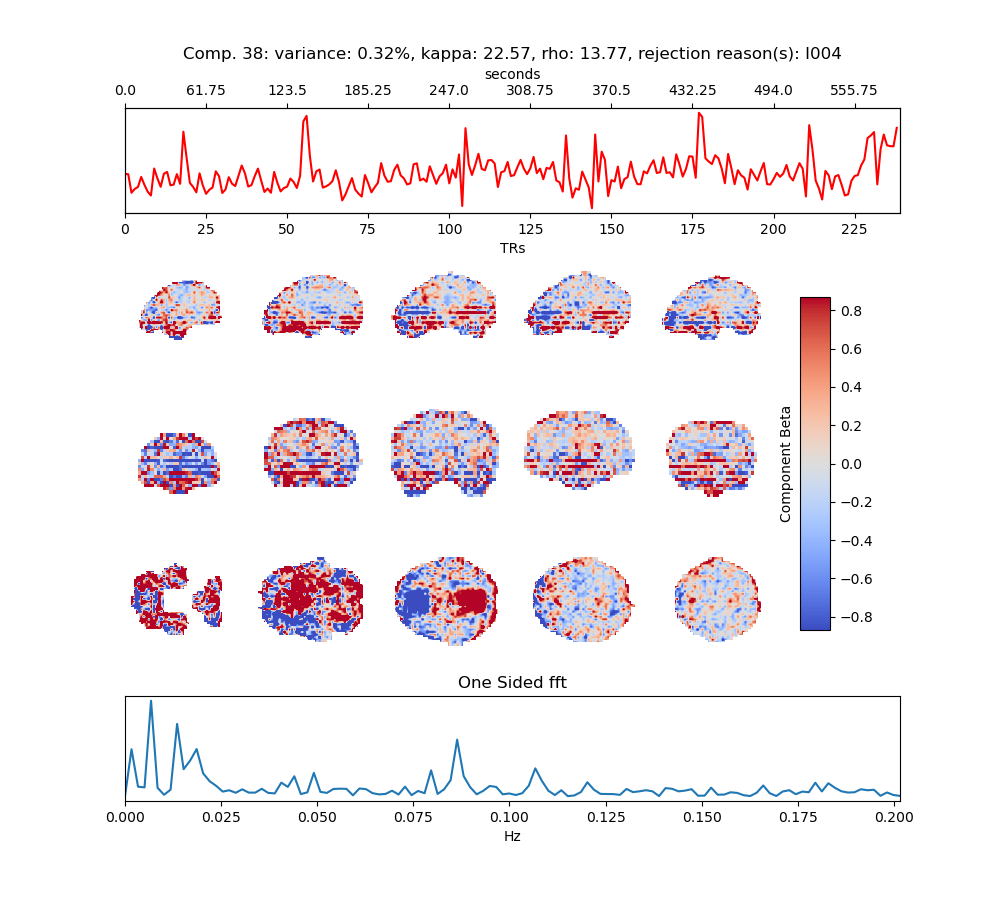 Comp. 38: variance: 0.32%, kappa: 22.57, rho: 13.77, rejection reason(s): I004
seconds
0.0 61.75 123.5 185.25 247.0 308.75 370.5 432.25 494.0 555.75
0 25 50 75 100 125 150 175 200 225
TRs
0.8
0.6
0.4
0.2
0.0
−0.2
−0.4
−0.6
−0.8
Component Beta
One Sided fft
0.000 0.025 0.050 0.075 0.100 0.125 0.150 0.175 0.200
Hz